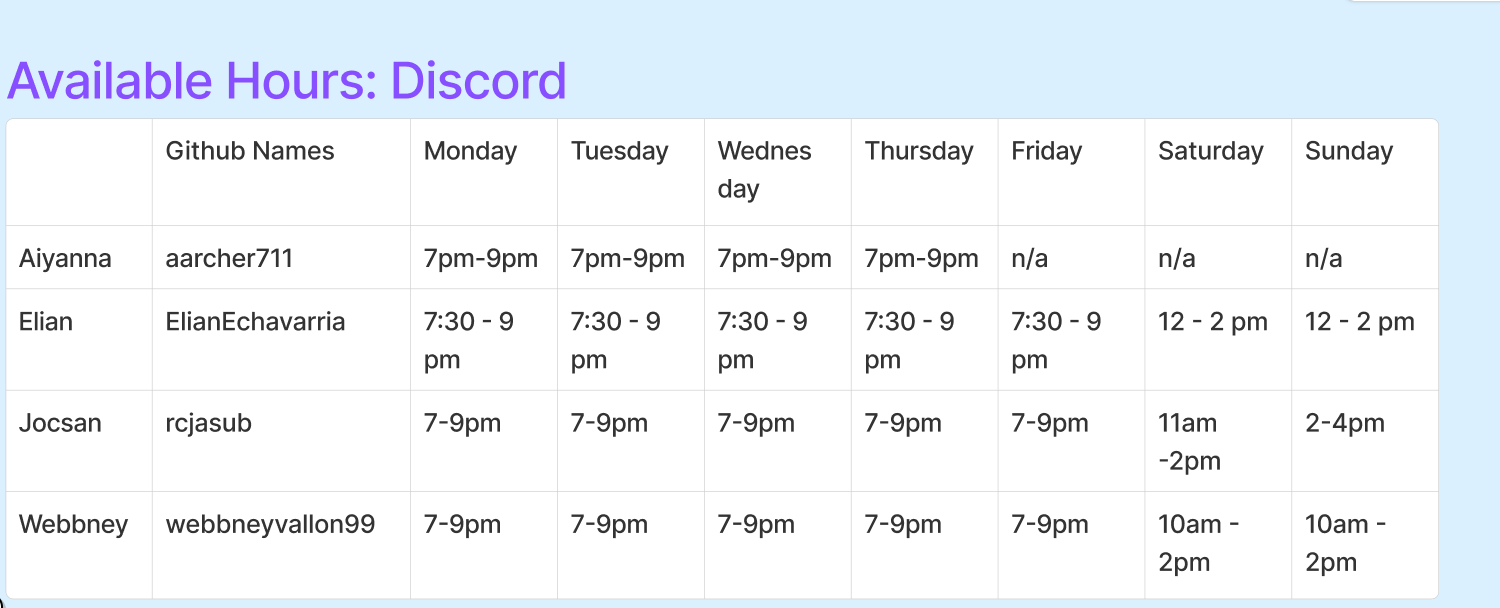 Available Hours: Discord
Github Names Monday Tuesday Wednes Thursday Friday Saturday Sunday
day
Aiyanna aarcher711 7pm-9pm 7pm-9pm 7pm-9pm 7pm-9pm n/a n/a n/a
Elian ElianEchavarria 7:30 - 9 7:30 - 9 7:30 - 9 7:30 - 9 7:30 - 9 12 - 2 pm 12 - 2 pm
pm pm pm pm pm
Jocsan rcjasub 7-9pm 7-9pm 7-9pm 7-9pm 7-9pm 11am 2-4pm
-2pm
Webbney webbneyvallon99 7-9pm 7-9pm 7-9pm 7-9pm 7-9pm 10am - 10am -
2pm 2pm